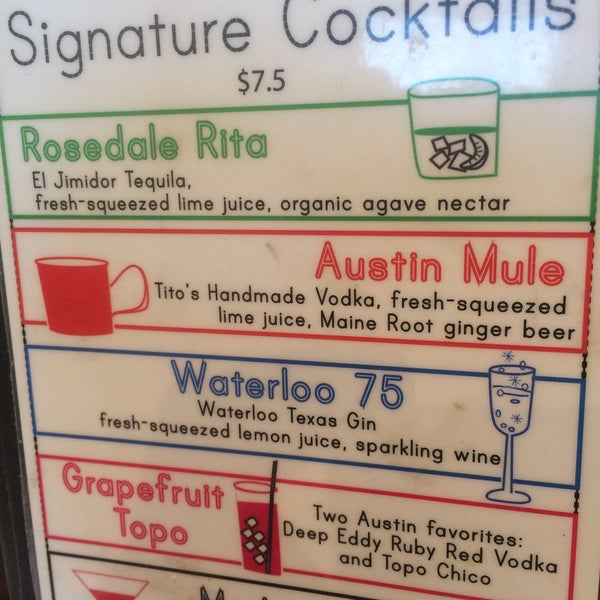 Signature Cocktails
$7.5
Rosedale Rita
El Jimidor Tequila,
fresh-squeezed lime juice, organic agave nectar
Austin Mule
Tito's Handmade Vodka, fresh-squeezed
lime juice, Maine Root ginger beer
Waterloo 75
Waterloo Texas Gin
fresh-squeezed lemon juice, sparkling wine
Grapefruit
Topo
Two Austin favorites:
Deep Eddy Ruby Red Vodka
and Topo Chico